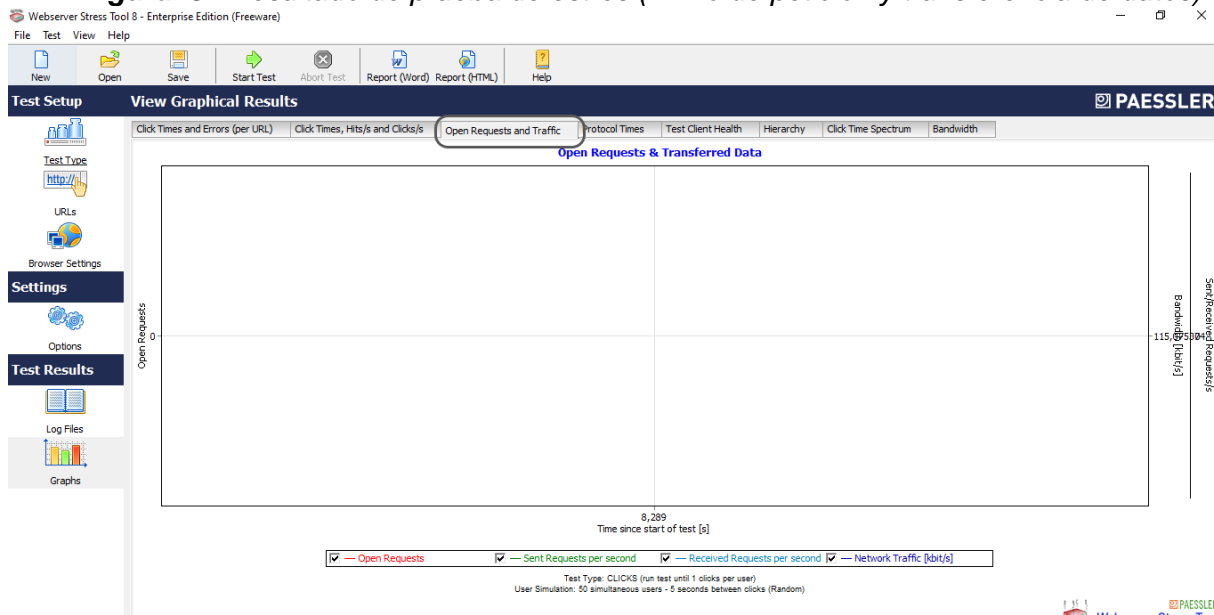 Webserver Stress Tool 8 - Enterprise Edition (Freeware)
File Test View Help
New Open Save Start Test Abort Test Report (Word) Report (HTML) Help
Test Setup
View Graphical Results
PAESSLER
Click Times and Errors (per URL) Click Times, Hits/s and Clicks/s Open Requests and Traffic Protocol Times Test Client Health Hierarchy Click Time Spectrum Bandwidth
Test Type
http://
URLs
Browser Settings
Settings
Options
Test Results
Log Files
Graphs
Open Requests & Transferred Data
Open Requests
0
Bandwidth [kbit/s]
Sent/Received Requests/s
8,289
Time since start of test [s]
Open Requests Sent Requests per second Received Requests per second Network Traffic [kbit/s]
Test Type: CLICKS (run test until 1 clicks per user)
User Simulation: 50 simultaneous users - 5 seconds between clicks (Random)
PAESSLER